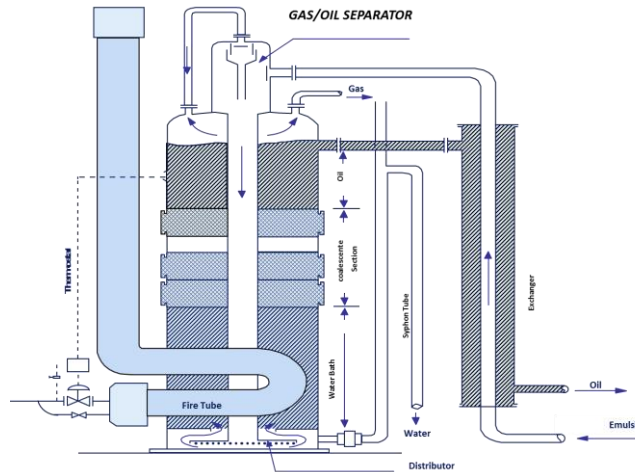 GAS/OIL SEPARATOR
Gas
Oil
coalescente
Section
Thermostat
Exchanger
Syphon Tube
Water Bath
Fire Tube
Oil
Emuls
Water
Distributor